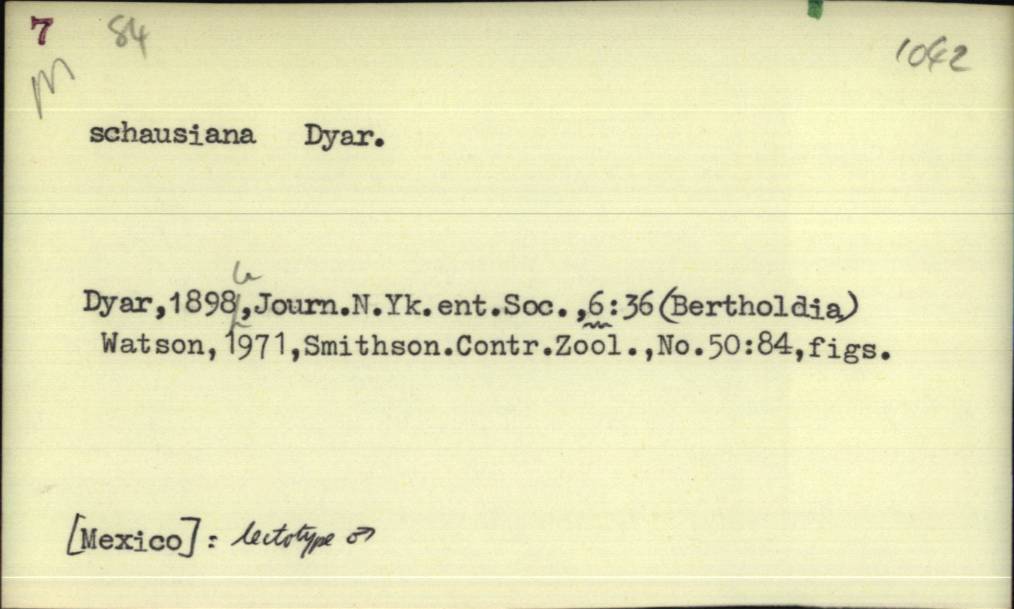 7 84 1042
M
schausiana Dyar.
b
Dyar,1898,Journ.N.Yk.ent.Soc.,6:36(Bertholdia)
Watson,1971,Smithson.Contr.Zool.,No.50:84,figs.
[Mexico]: lectotype ♂